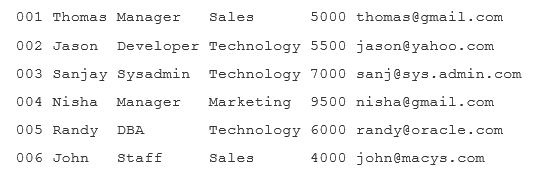 001 Thomas Manager   Sales      5000 thomas@gmail.com
002 Jason  Developer Technology 5500 jason@yahoo.com
003 Sanjay Sysadmin  Technology 7000 sanj@sys.admin.com
004 Nisha  Manager   Marketing  9500 nisha@gmail.com
005 Randy  DBA       Technology 6000 randy@oracle.com
006 John   Staff     Sales      4000 john@macys.com